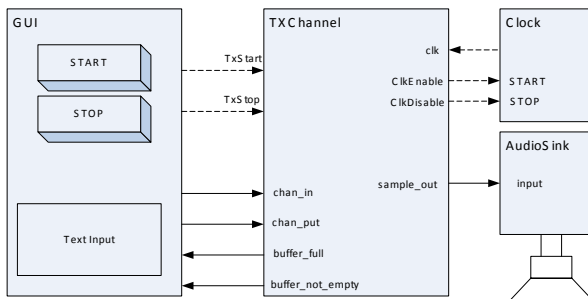 GUI
START
STOP
Text Input
TxStart
TxStop
TXChannel
clk
ClkEnable
ClkDisable
sample_out
chan_in
chan_put
buffer_full
buffer_not_empty
Clock
START
STOP
AudioSink
input